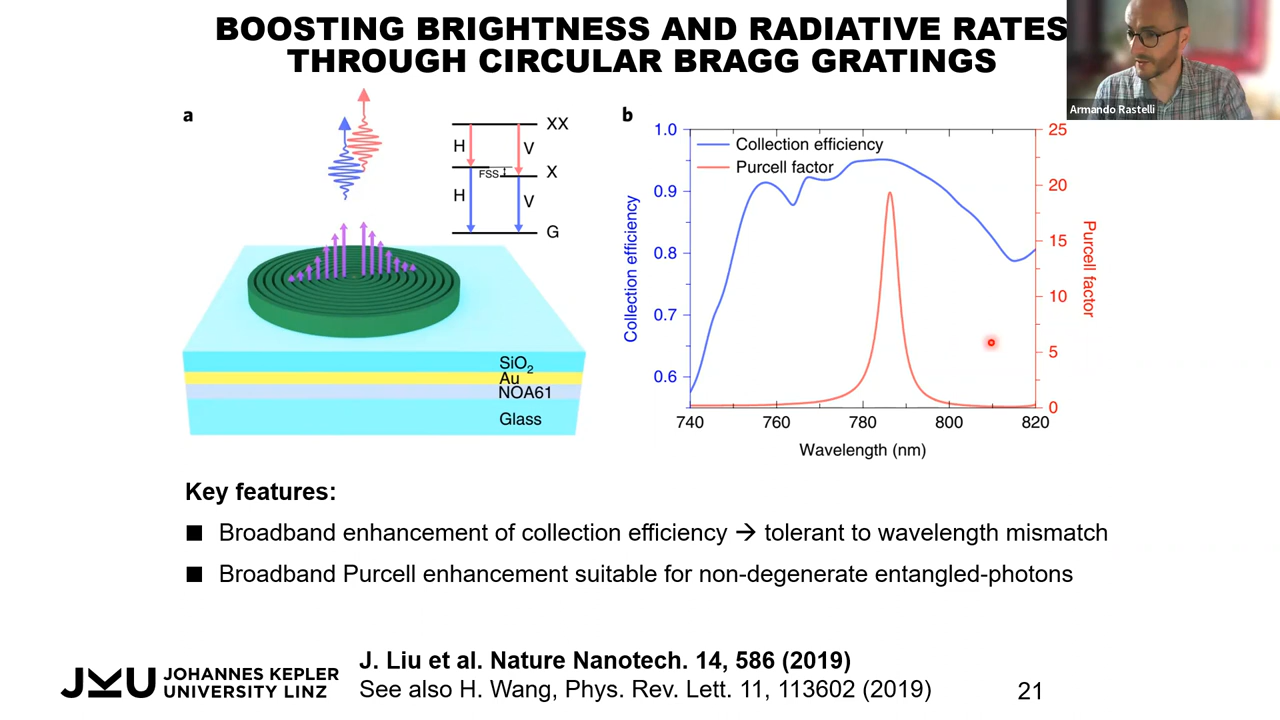 BOOSTING BRIGHTNESS AND RADIATIVE RATES
THROUGH CIRCULAR BRAGG GRATINGS
Armando Rastelli
a
XX
H
V
FSS
X
H
V
G
SiO2
Au
NOA61
Glass
b
Collection efficiency
Purcell factor
1.0
0.9
0.8
0.7
0.6
Collection efficiency
25
20
15
10
5
0
Purcell factor
740
760
780
800
820
Wavelength (nm)
Key features:
■ Broadband enhancement of collection efficiency → tolerant to wavelength mismatch
■ Broadband Purcell enhancement suitable for non-degenerate entangled-photons
JKU JOHANNES KEPLER
UNIVERSITY LINZ
J. Liu et al. Nature Nanotech. 14, 586 (2019)
See also H. Wang, Phys. Rev. Lett. 11, 113602 (2019)
21